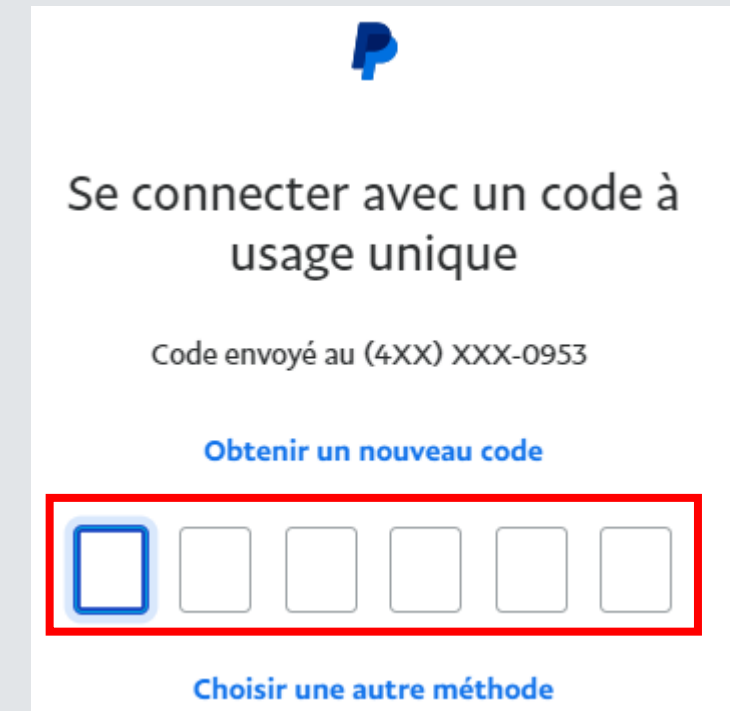 Se connecter avec un code à
usage unique
Code envoyé au (4XX) XXX-0953
Obtenir un nouveau code
Choisir une autre méthode